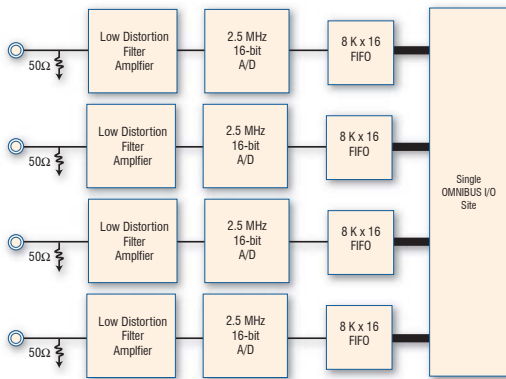 50Ω
Low Distortion
Filter
Amplfier
2.5 MHz
16-bit
A/D
8 K x 16
FIFO
50Ω
Low Distortion
Filter
Amplfier
2.5 MHz
16-bit
A/D
8 K x 16
FIFO
50Ω
Low Distortion
Filter
Amplfier
2.5 MHz
16-bit
A/D
8 K x 16
FIFO
50Ω
Low Distortion
Filter
Amplfier
2.5 MHz
16-bit
A/D
8 K x 16
FIFO
Single
OMNIBUS I/O
Site